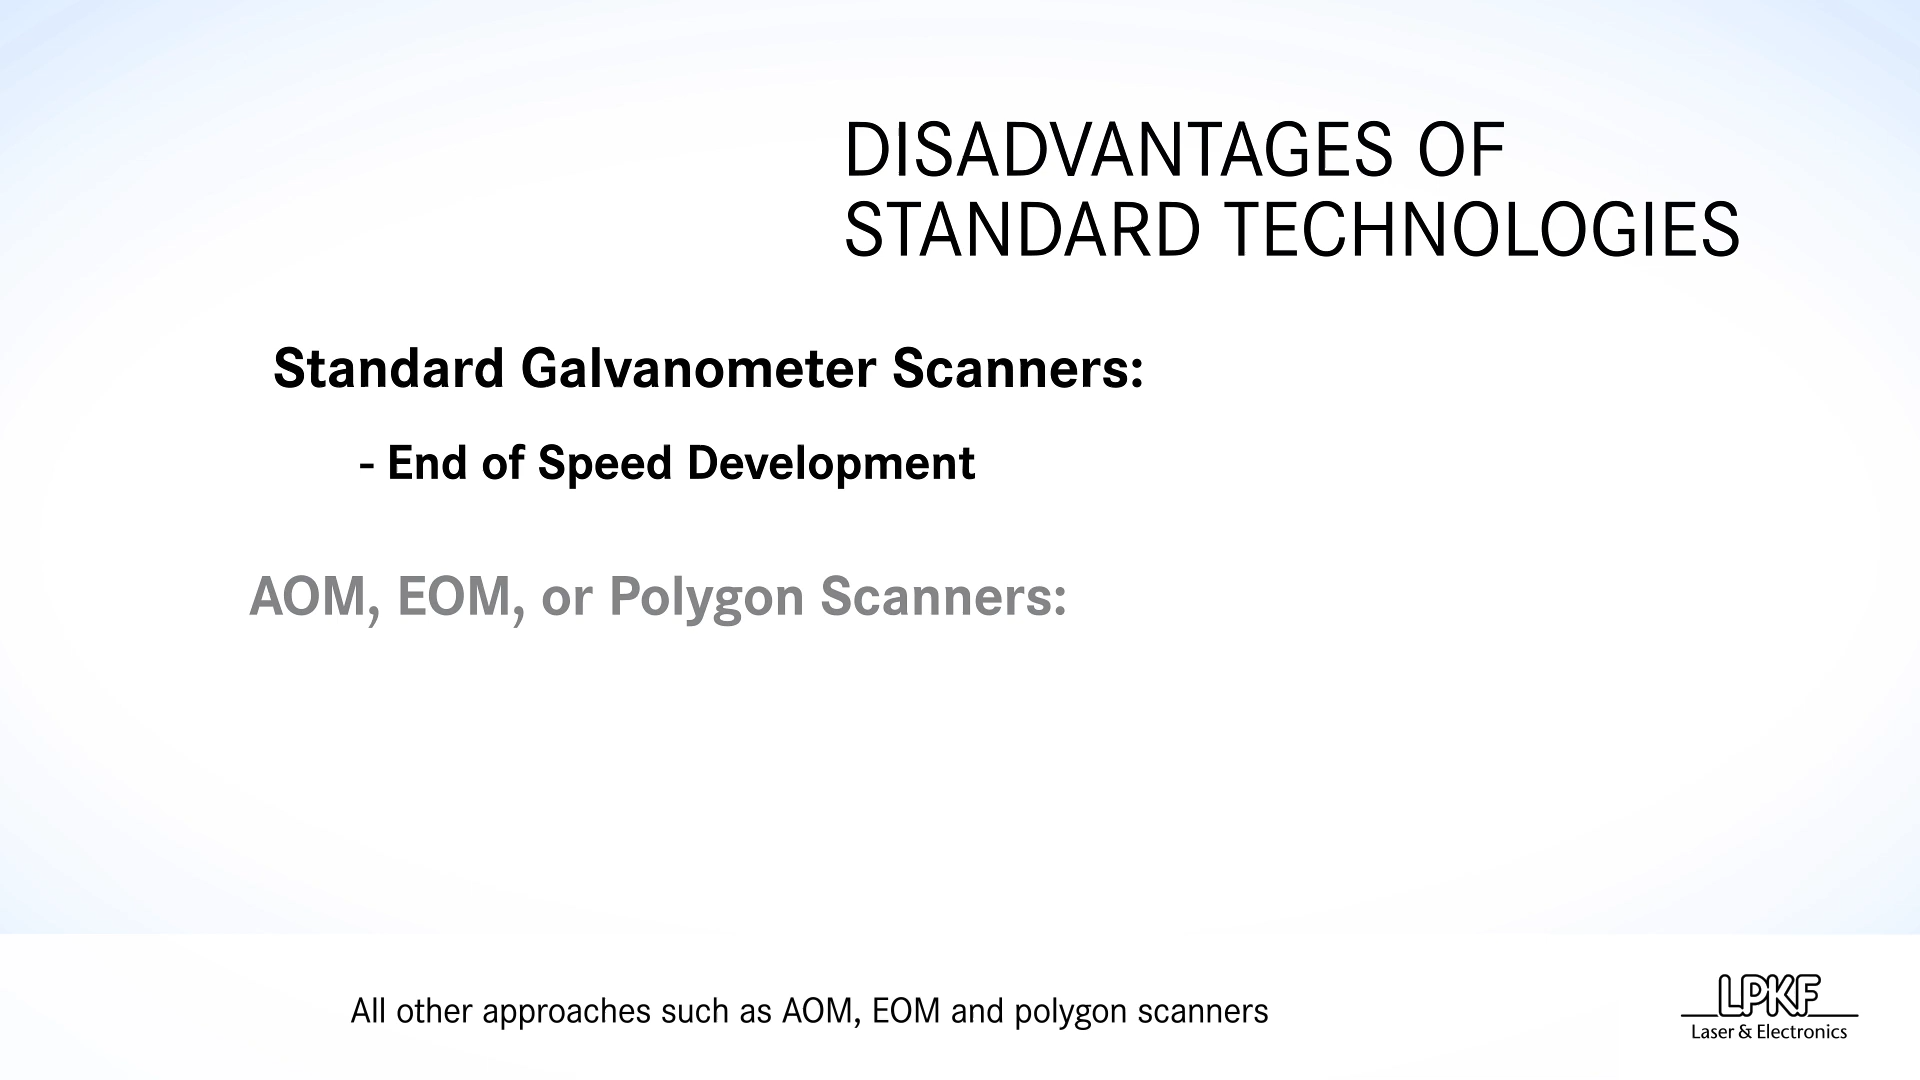 DISADVANTAGES OF
STANDARD TECHNOLOGIES
Standard Galvanometer Scanners:
- End of Speed Development
AOM, EOM, or Polygon Scanners:
All other approaches such as AOM, EOM and polygon scanners
LPKF
Laser & Electronics